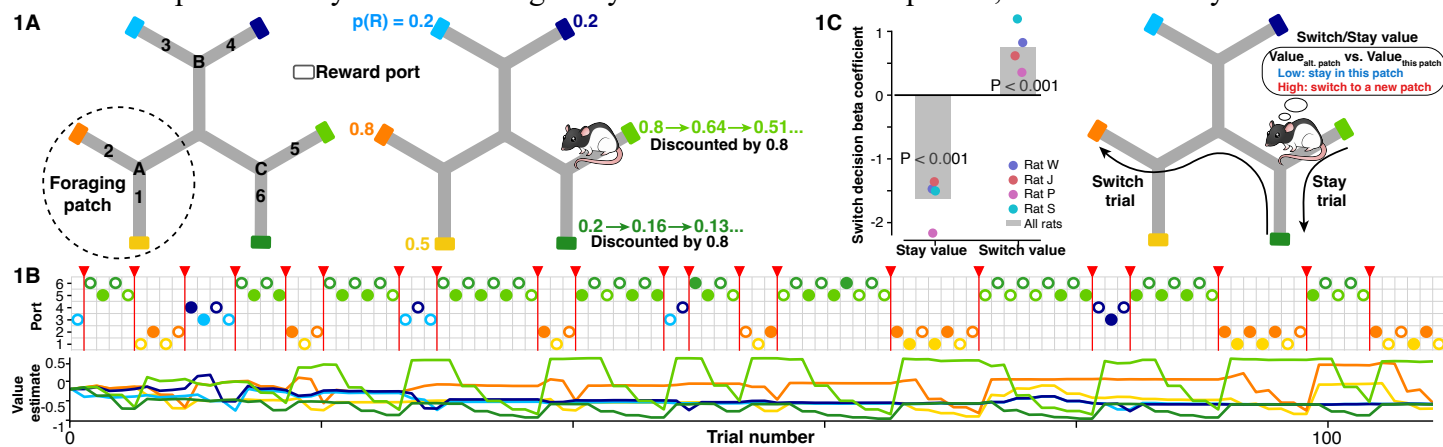 1A
3
4
B
2
A
1
C
5
6
Foraging
patch
Reward port
p(R) = 0.2
0.2
0.8
0.5
0.8→0.64→0.51...
Discounted by 0.8
0.2→0.16→0.13...
Discounted by 0.8
1C
Switch decision beta coefficient
1
0
-1
-2
P < 0.001
P < 0.001
Rat W
Rat J
Rat P
Rat S
All rats
Stay value
Switch value
Switch/Stay value
Value alt. patch vs. Value this patch
Low: stay in this patch
High: switch to a new patch
Switch
trial
Stay
trial
1B
Port
6
5
4
3
2
1
Value
estimate
0.5
0
-0.5
-1
0
Trial number
100